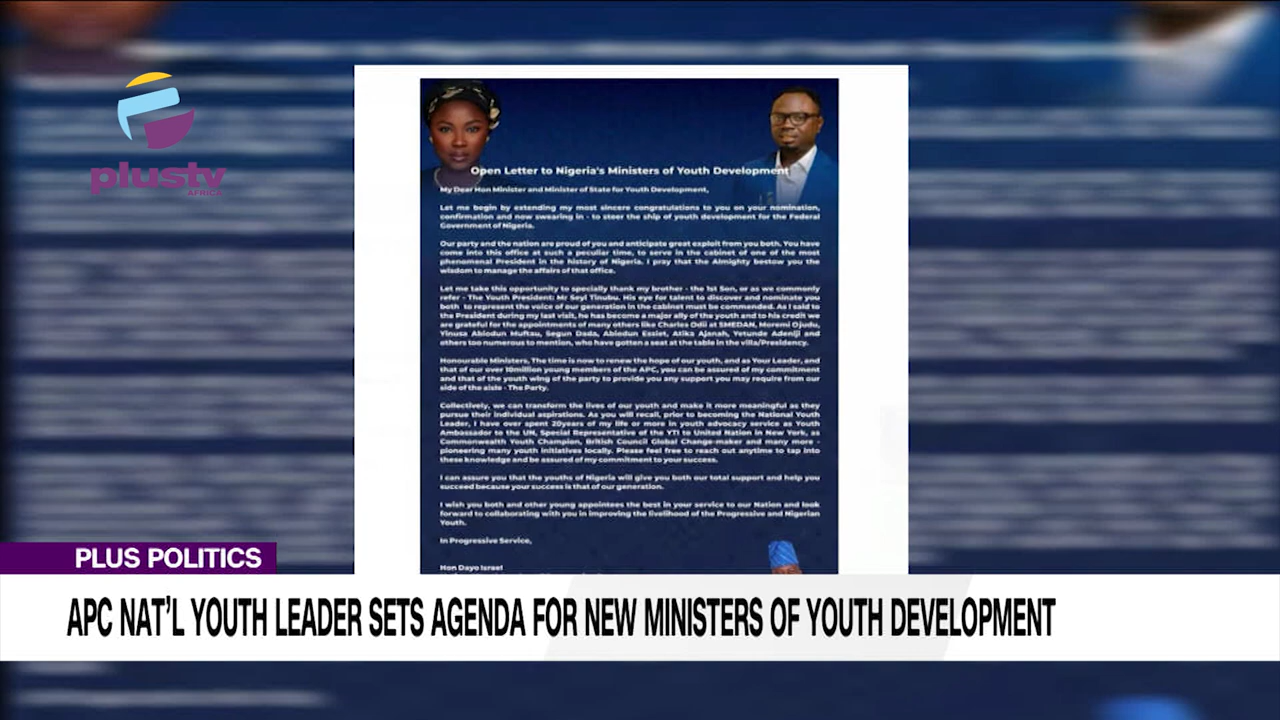 plustv
AFRICA
Open Letter to Nigeria's Ministers of Youth Development
My Dear Hon Minister and Minister of State for Youth Development,
Let me begin by extending my most sincere congratulations to you on your nomination,
confirmation and now swearing in - to steer the ship of youth development for the Federal
Government of Nigeria.
Our party and the nation are proud of you and anticipate great exploit from you both. You have
come into this office at such a peculiar time, to serve in the cabinet of one of the most
phenomenal President in the history of Nigeria. I pray that the Almighty bestow you the
wisdom to manage the affairs of that office.
Let me take this opportunity to specially thank my brother - the 1st Son, or as we commonly
refer - The Youth President: Mr Seyi Tinubu. His eye for talent to discover and nominate you
both to represent the voice of our generation in the cabinet must be commended. As I said to
the President during my last visit, he has become a major ally of the youth and to his credit we
are grateful for the appointments of many others like Charles Odii at SMEDAN, Moremi Ojudu,
Yinusa Abiodun Muftau, Segun Dada, Abiodun Essiet, Atika Ajanah, Yetunde Adeniji and
others too numerous to mention, who have gotten a seat at the table in the villa/Presidency.
Honourable Ministers, The time is now to renew the hope of our youth, and as Your Leader, and
that of our over 10million young members of the APC, you can be assured of my commitment
and that of the youth wing of the party to provide you any support you may require from our
side of the aisle - The Party.
Collectively, we can transform the lives of our youth and make it more meaningful as they
pursue their individual aspirations. As you will recall, prior to becoming the National Youth
Leader, I have over spent 20years of my life or more in youth advocacy service as Youth
Ambassador to the UN, Special Representative of the YTI to United Nation in New York, as
Commonwealth Youth Champion, British Council Global Change-maker and many more -
pioneering many youth initiatives locally. Please feel free to reach out anytime to tap into
these knowledge and be assured of my commitment to your success.
I can assure you that the youths of Nigeria will give you both our total support and help you
succeed because your success is that of our generation.
I wish you both and other young appointees the best in your service to our Nation and look
forward to collaborating with you in improving the livelihood of the Progressive and Nigerian
Youth.
In Progressive Service,
Hon Dayo Israel
PLUS POLITICS
APC NAT'L YOUTH LEADER SETS AGENDA FOR NEW MINISTERS OF YOUTH DEVELOPMENT